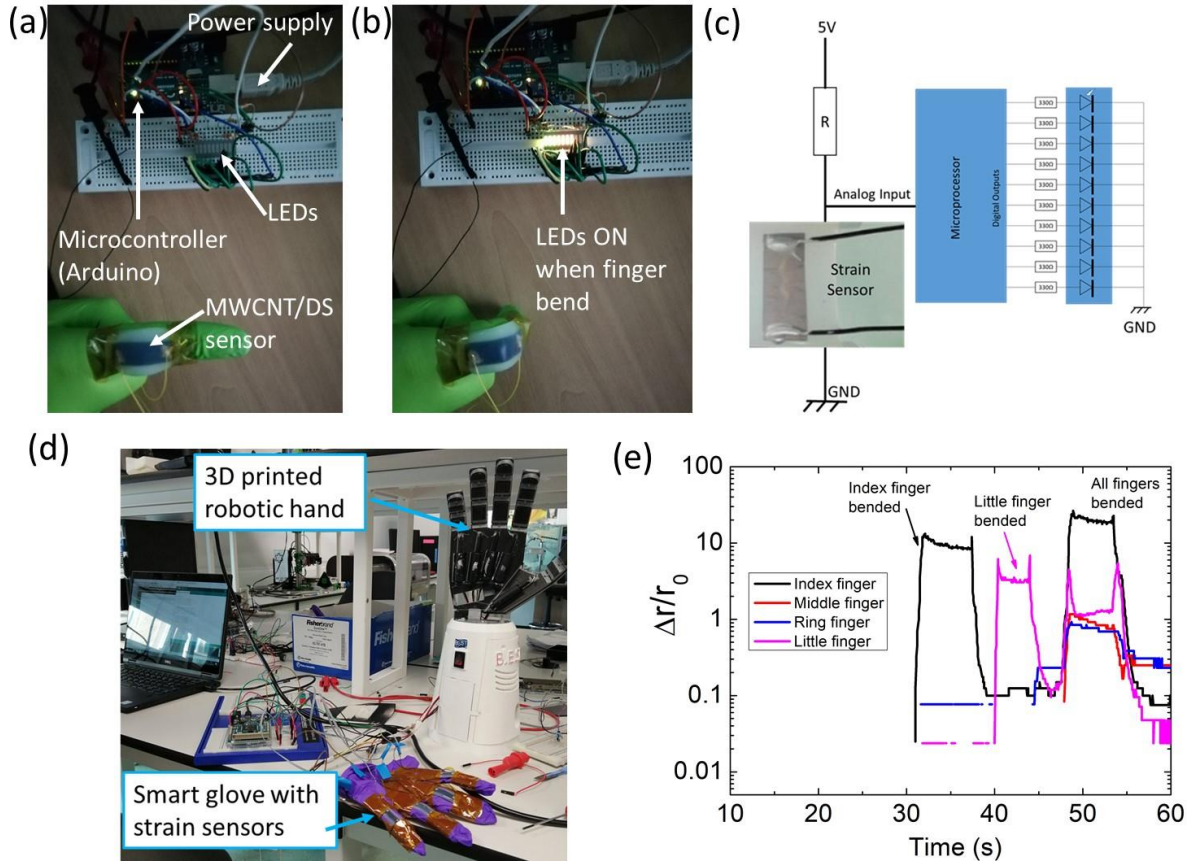 (a)
Power supply
LEDs
Microcontroller
(Arduino)
MWCNT/DS
sensor
(b)
LEDs ON
when finger
bend
(c)
5V
R
Analog Input
Strain
Sensor
GND
Microprocessor
Digital Outputs
330Ω
330Ω
330Ω
330Ω
330Ω
330Ω
330Ω
330Ω
330Ω
330Ω
GND
(d)
3D printed
robotic hand
Fisherbrand
Fisher
Smart glove with
strain sensors
(e)
Δr/r0
100
10
1
0.1
0.01
Index finger
bended
Little finger
bended
All fingers
bended
Index finger
Middle finger
Ring finger
Little finger
10 20 30 40 50 60
Time (s)